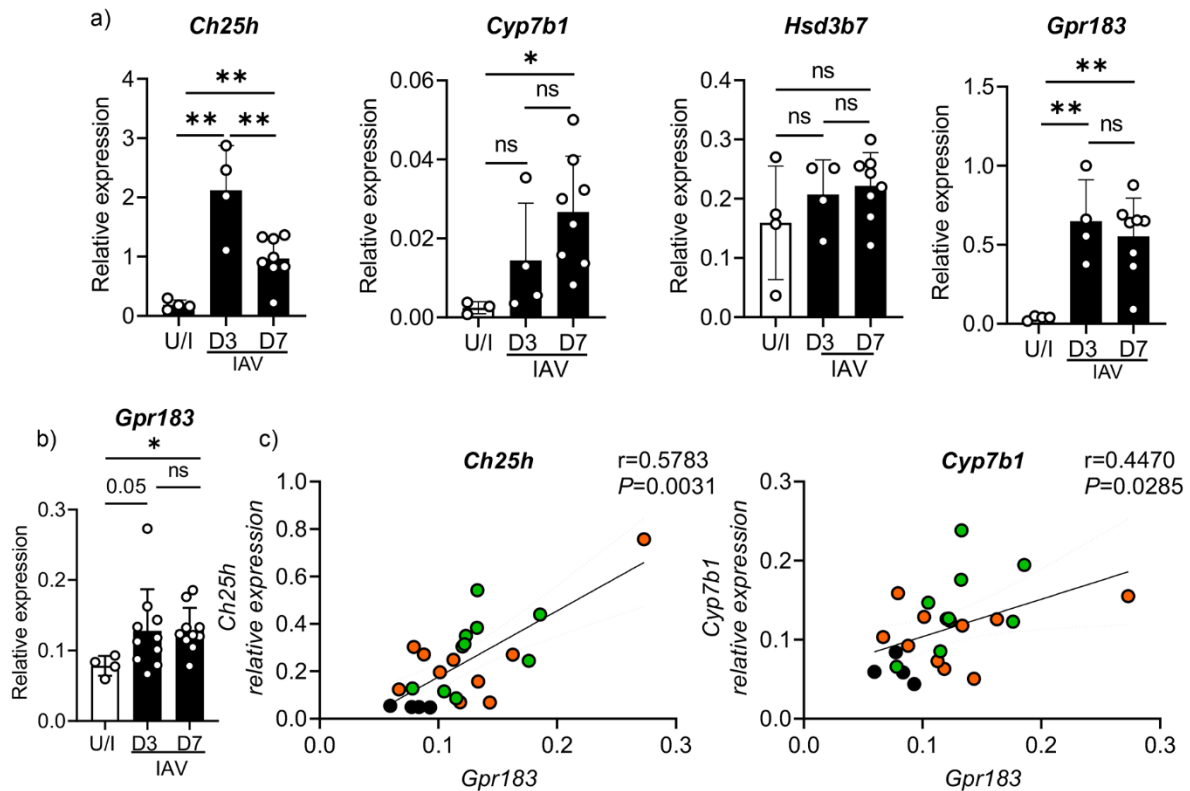 a)
Ch25h
Relative expression
4
3
2
1
0
**
**
**
U/I
D3
D7
IAV
Cyp7b1
Relative expression
0.06
0.04
0.02
0.00
*
ns
ns
U/I
D3
D7
IAV
Hsd3b7
Relative expression
0.4
0.3
0.2
0.1
0.0
ns
ns
ns
U/I
D3
D7
IAV
Gpr183
Relative expression
1.5
1.0
0.5
0.0
**
**
ns
U/I
D3
D7
IAV
b)
Gpr183
Relative expression
0.3
0.2
0.1
0.0
*
0.05
ns
U/I
D3
D7
IAV
c)
Ch25h
r=0.5783
P=0.0031
Ch25h
relative expression
1.0
0.8
0.6
0.4
0.2
0.0
0.0
0.1
0.2
0.3
Gpr183
Cyp7b1
r=0.4470
P=0.0285
Cyp7b1
relative expression
0.3
0.2
0.1
0.0
0.0
0.1
0.2
0.3
Gpr183